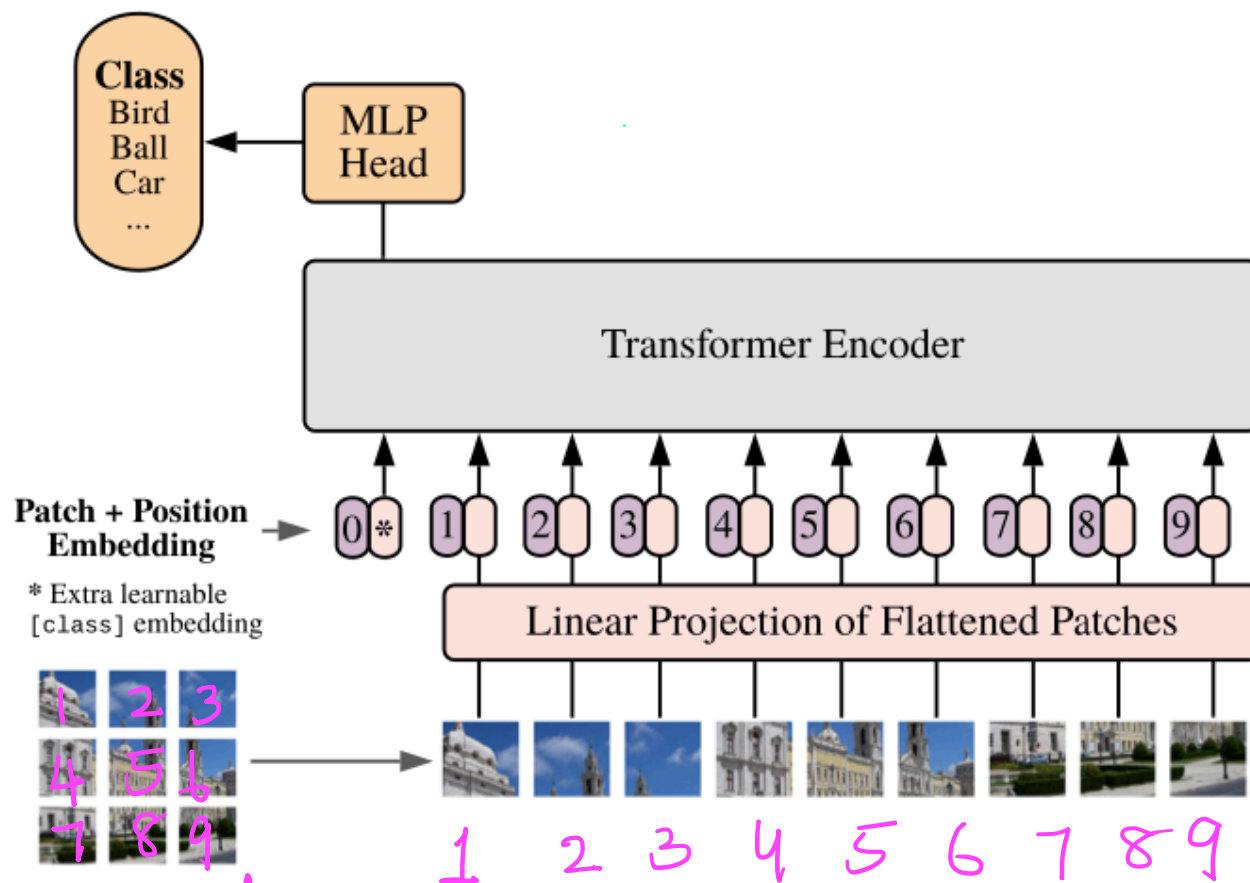 Class
Bird
Ball
Car
...
MLP
Head
Transformer Encoder
Patch + Position
Embedding
0 * 1 2 3 4 5 6 7 8 9
* Extra learnable
[class] embedding
Linear Projection of Flattened Patches
1 2 3
4 5 6
7 8 9
1 2 3 4 5 6 7 8 9